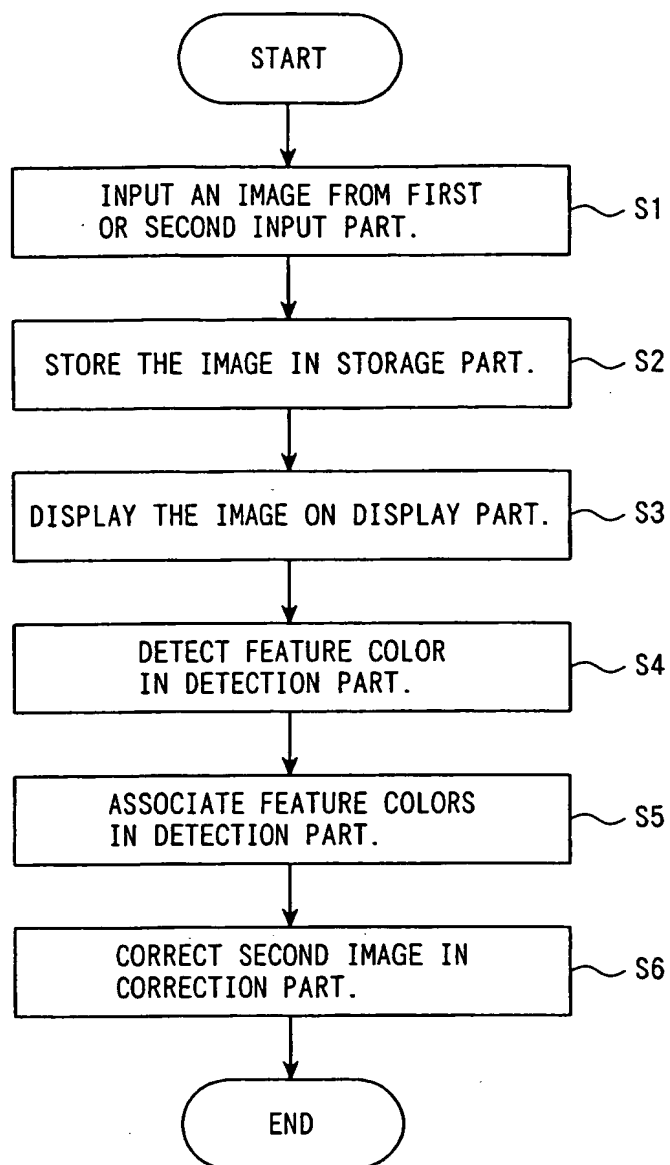 START
INPUT AN IMAGE FROM FIRST
OR SECOND INPUT PART.
S1
STORE THE IMAGE IN STORAGE PART.
S2
DISPLAY THE IMAGE ON DISPLAY PART.
S3
DETECT FEATURE COLOR
IN DETECTION PART.
S4
ASSOCIATE FEATURE COLORS
IN DETECTION PART.
S5
CORRECT SECOND IMAGE IN
CORRECTION PART.
S6
END